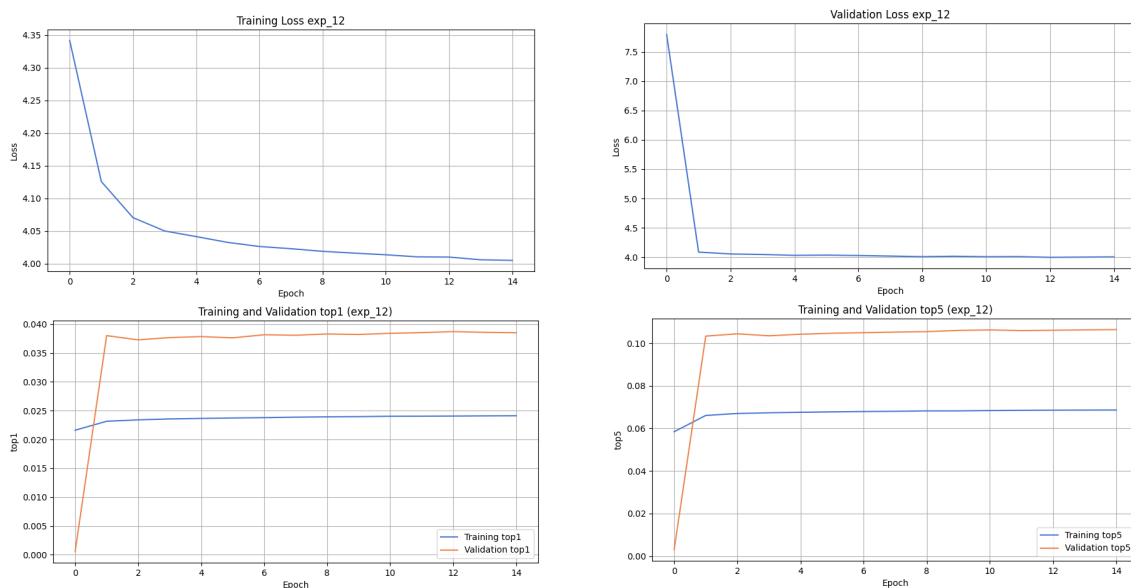 Training Loss exp_12
4.35
4.30
4.25
4.20
4.15
4.10
4.05
4.00
Loss
0 2 4 6 8 10 12 14
Epoch
Validation Loss exp_12
7.5
7.0
6.5
6.0
5.5
5.0
4.5
4.0
Loss
0 2 4 6 8 10 12 14
Epoch
Training and Validation top1 (exp_12)
0.040
0.035
0.030
0.025
0.020
0.015
0.010
0.005
0.000
top1
Training top1
Validation top1
0 2 4 6 8 10 12 14
Epoch
Training and Validation top5 (exp_12)
0.10
0.08
0.06
0.04
0.02
0.00
top5
Training top5
Validation top5
0 2 4 6 8 10 12 14
Epoch